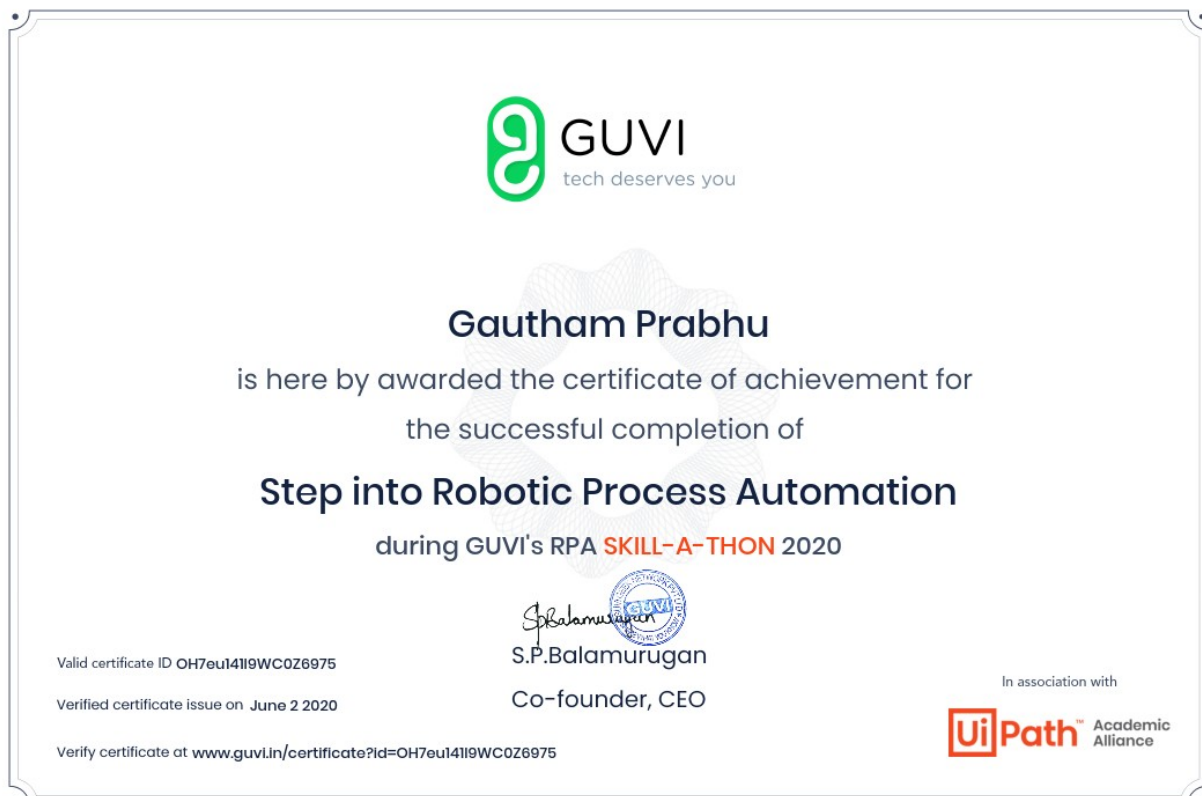 GUVI
tech deserves you
Gautham Prabhu
is here by awarded the certificate of achievement for
the successful completion of
Step into Robotic Process Automation
during GUVI's RPA SKILL-A-THON 2020
GUVI
SpBalamurugan
S.P.Balamurugan
Co-founder, CEO
Valid certificate ID OH7eu141I9WC0Z6975
Verified certificate issue on June 2 2020
Verify certificate at www.guvi.in/certificate?id=OH7eu141I9WC0Z6975
In association with
UiPath™ Academic
Alliance